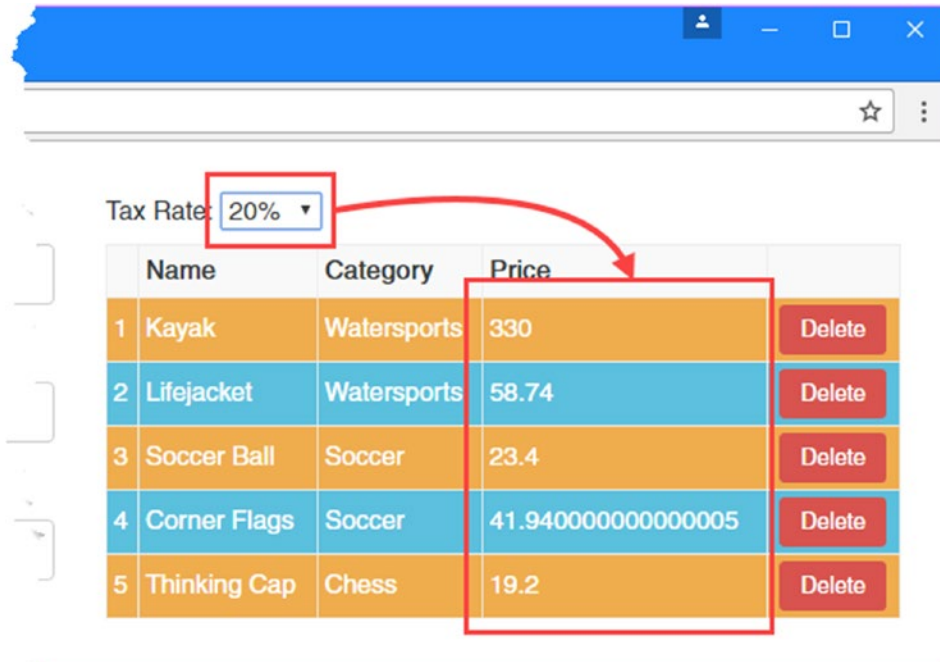 Tax Rate: 20%
Name Category Price
1 Kayak Watersports 330 Delete
2 Lifejacket Watersports 58.74 Delete
3 Soccer Ball Soccer 23.4 Delete
4 Corner Flags Soccer 41.940000000000005 Delete
5 Thinking Cap Chess 19.2 Delete